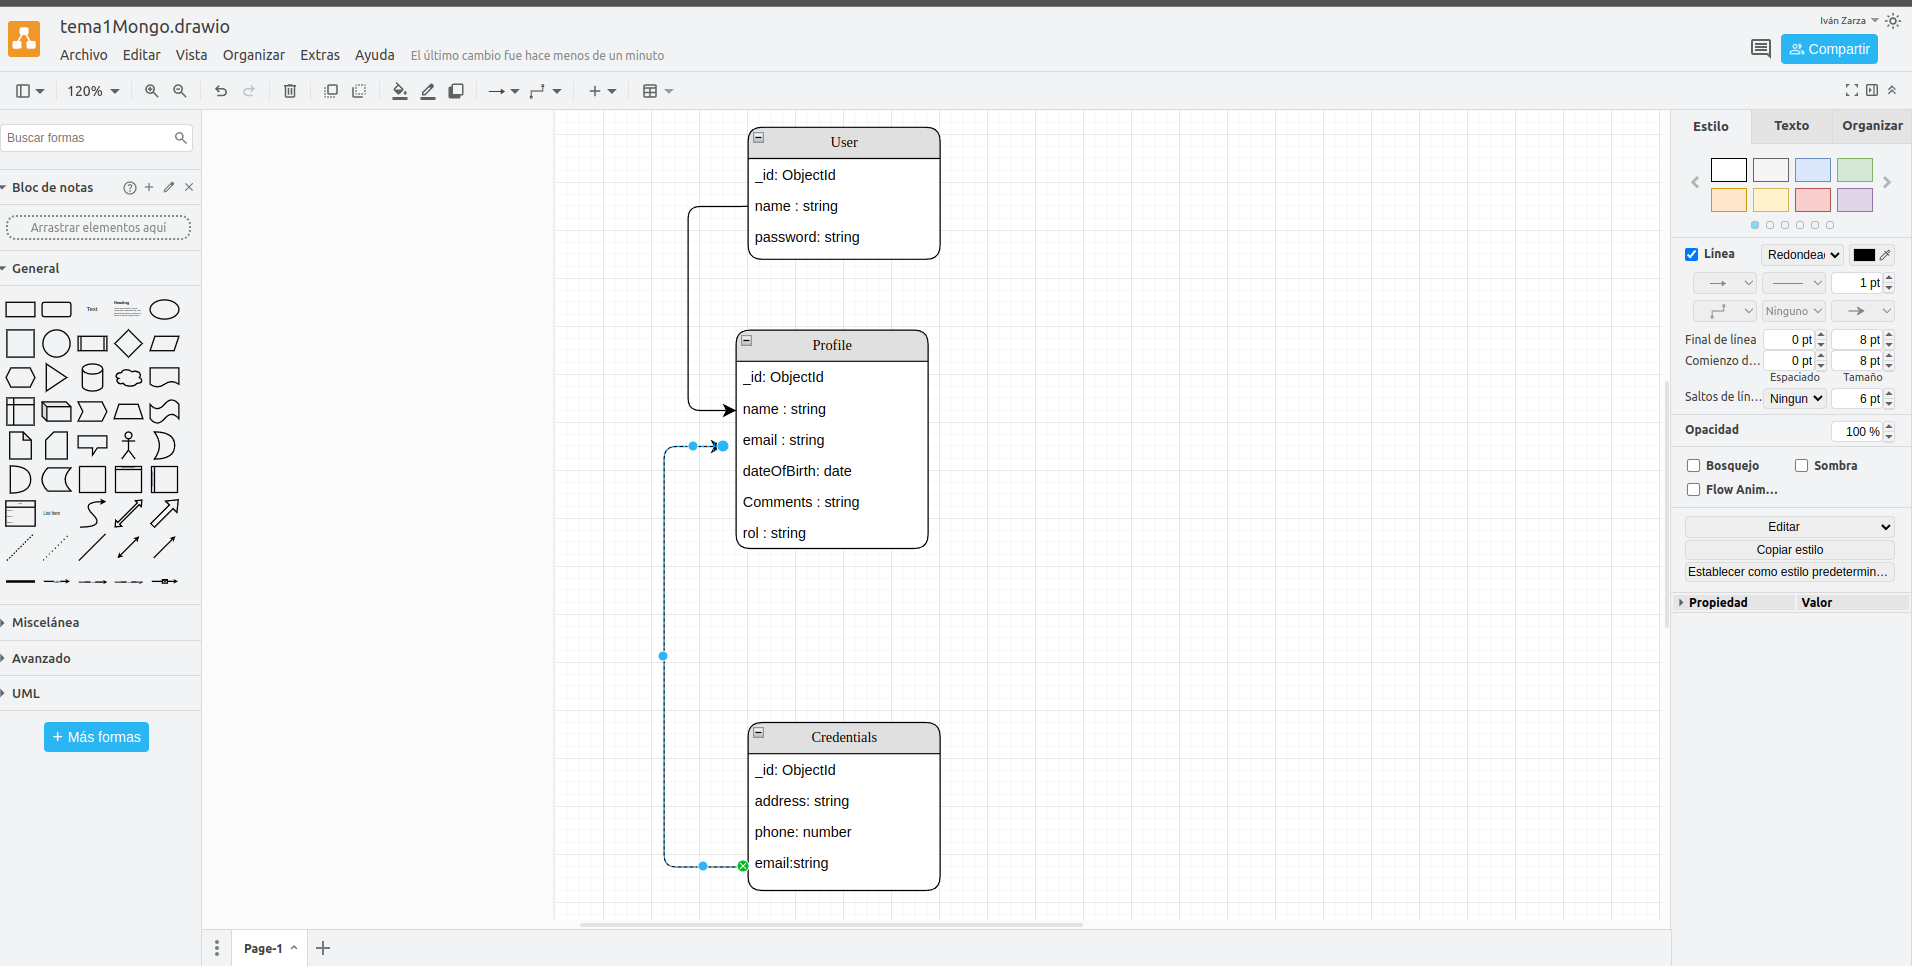 tema1Mongo.drawio
Iván Zarza
Archivo Editar Vista Organizar Extras Ayuda El último cambio fue hace menos de un minuto
Compartir
120%
Buscar formas
Bloc de notas
Arrastrar elementos aquí
General
Text
Heading
List Item
Miscelánea
Avanzado
UML
+ Más formas
User
_id: ObjectId
name : string
password: string
Profile
_id: ObjectId
name : string
email : string
dateOfBirth: date
Comments : string
rol : string
Credentials
_id: ObjectId
address: string
phone: number
email:string
Page-1
Estilo Texto Organizar
Línea Redondea
1 pt
Ninguno
Final de línea 0 pt 8 pt
Comienzo d... 0 pt 8 pt
Espaciado Tamaño
Saltos de lín... Ningun 6 pt
Opacidad 100 %
Bosquejo Sombra
Flow Anim...
Editar
Copiar estilo
Establecer como estilo predetermin...
Propiedad Valor